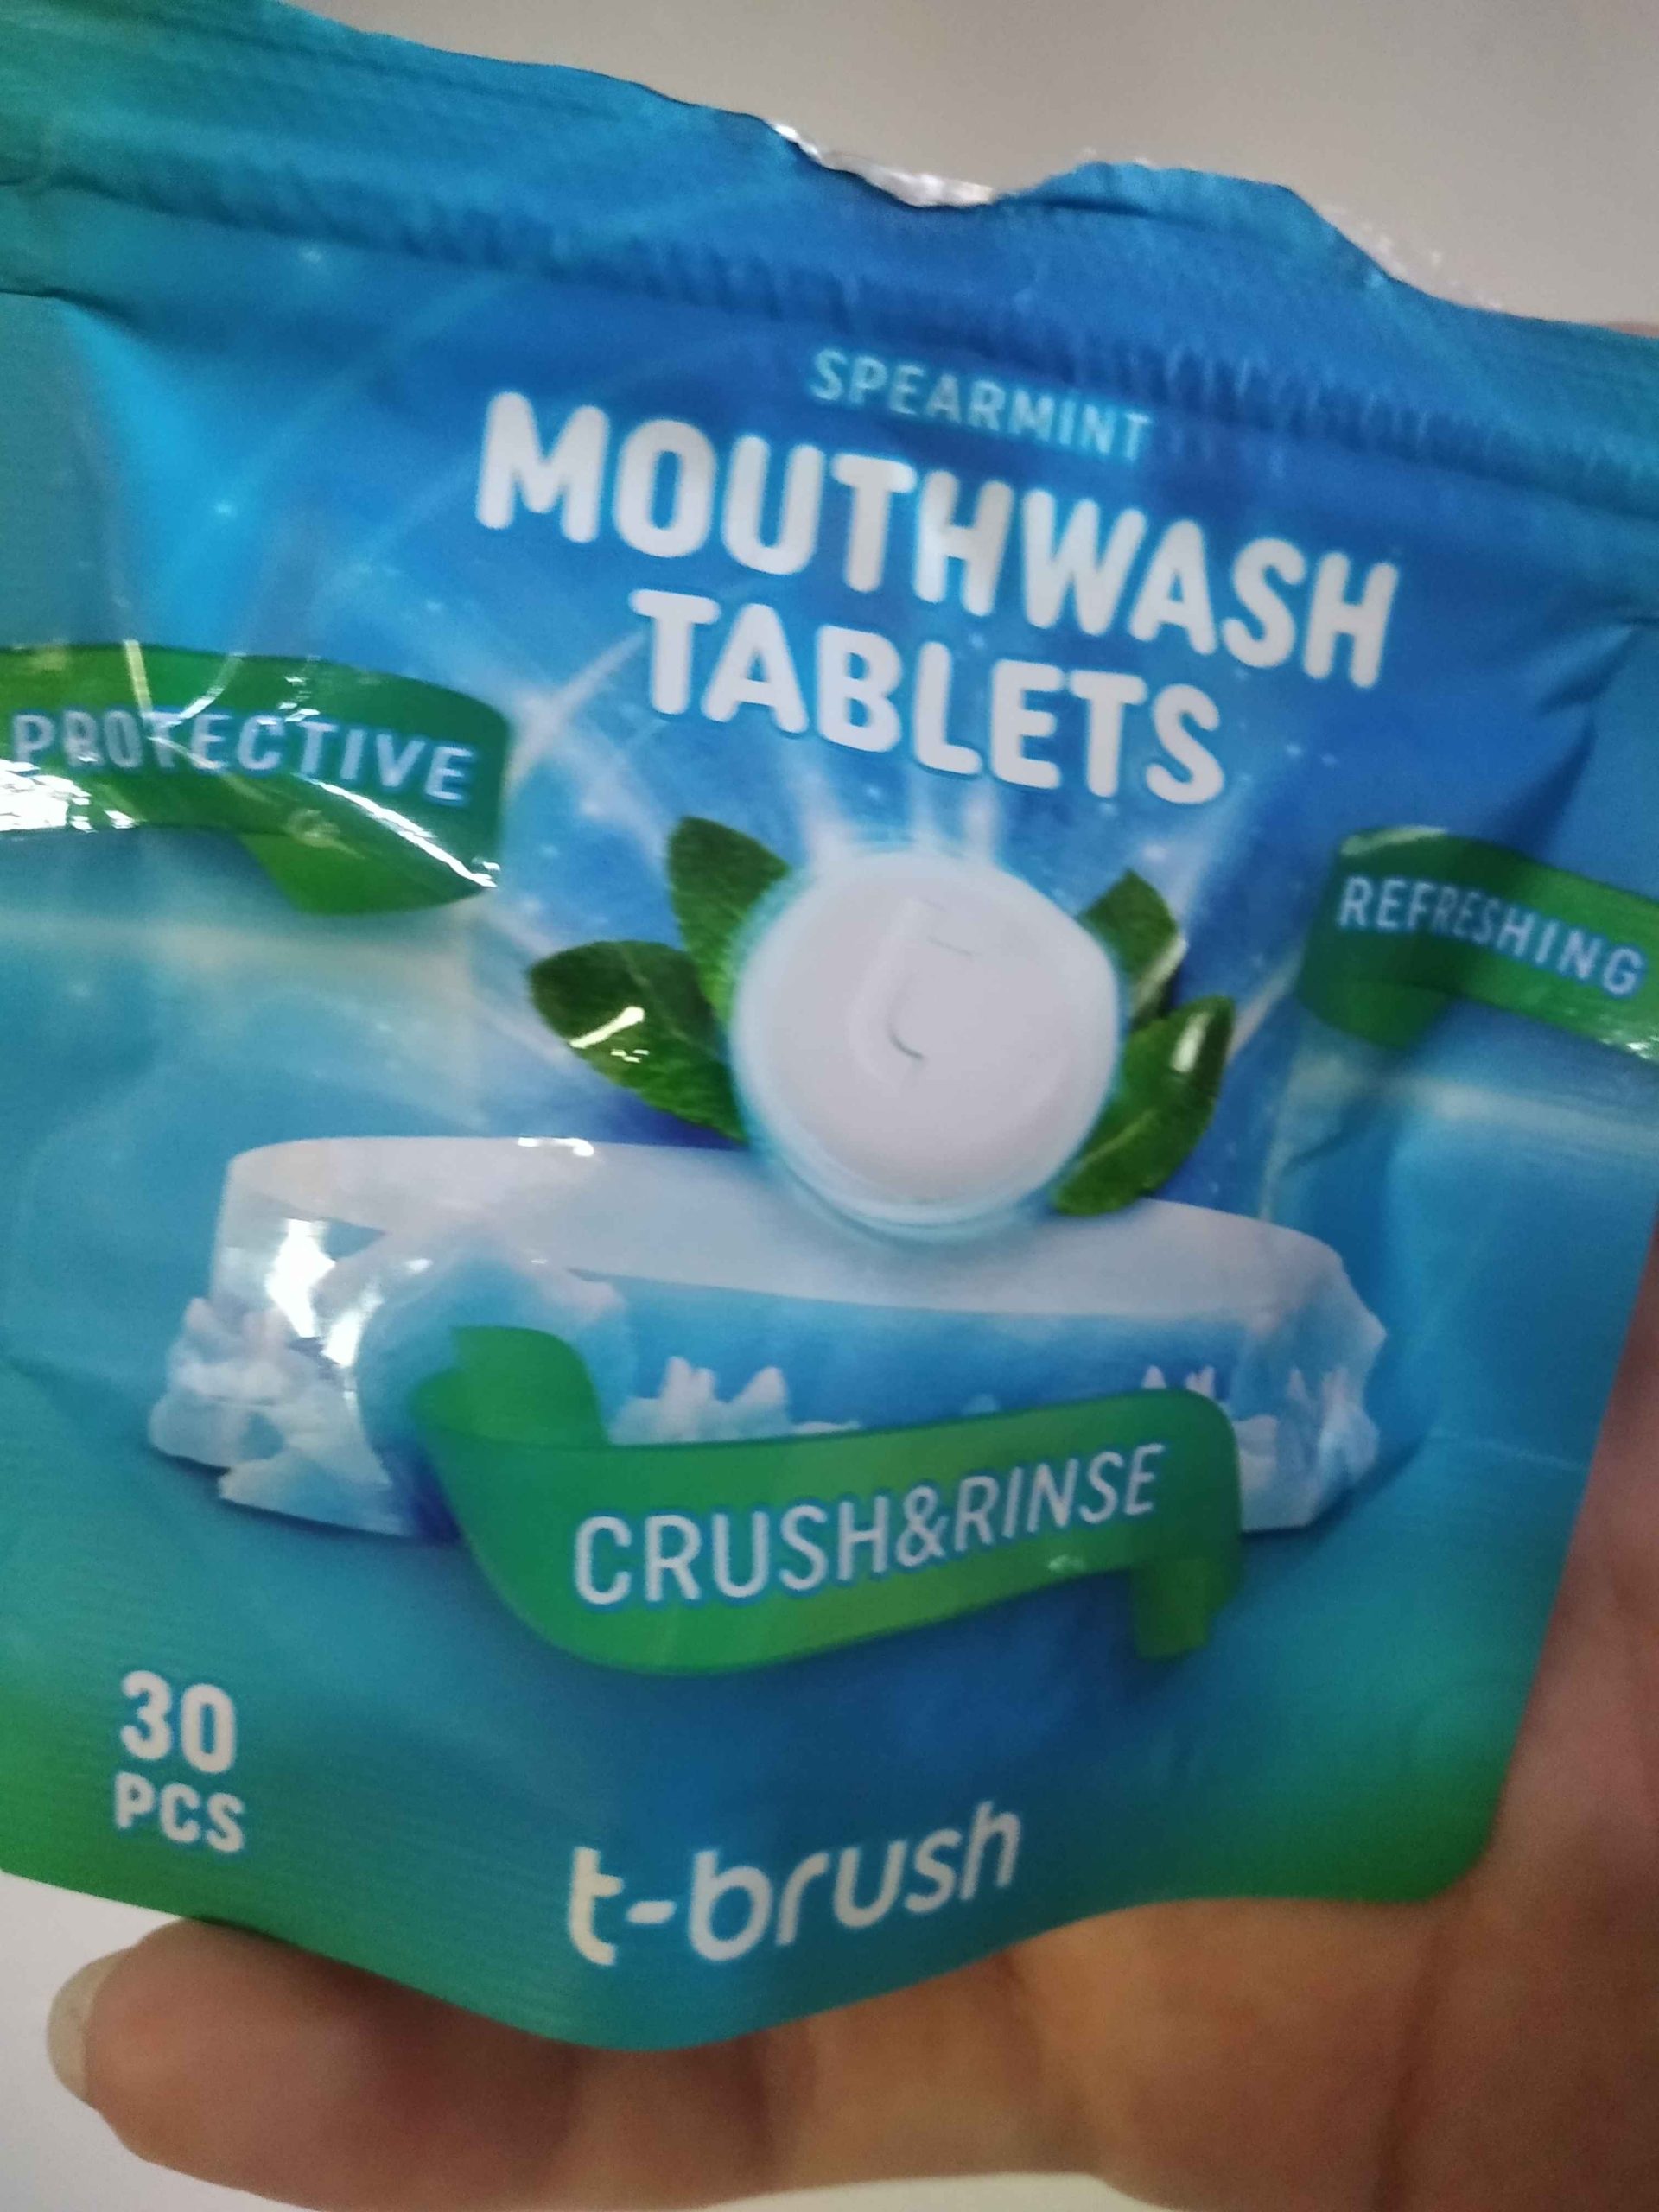 SPEARMINT
MOUTHWASH
TABLETS
PROTECTIVE
REFRESHING
t
CRUSH&RINSE
30
PCS
t-brush